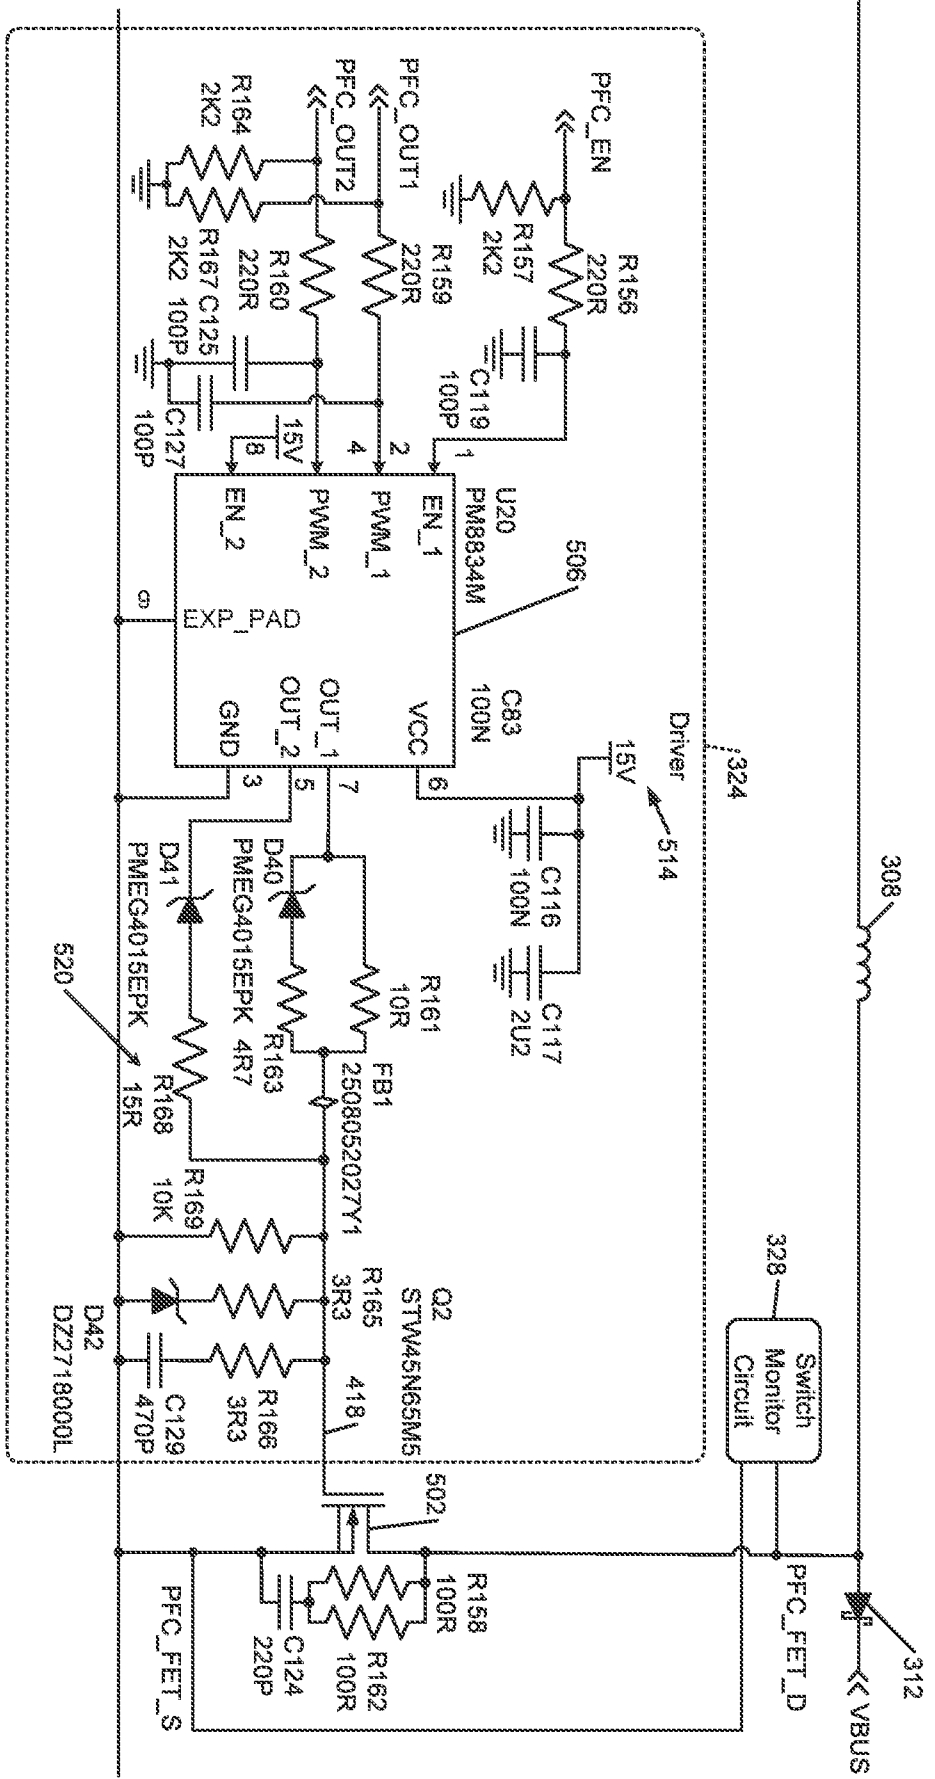 308
312
VBUS
PFC_FET_D
328
Switch
Monitor
Circuit
324
Driver
514
15V
PFC_EN
R156
220R
R157
2K2
C119
100P
1
U20
PM8834M
506
C83
100N
C116
100N
C117
2U2
PFC_OUT1
PFC_OUT2
R159
220R
R160
220R
R164
2K2
R167
2K2
C125
100P
C127
100P
2
4
15V
8
EN_1
PWM_1
PWM_2
EN_2
EXP_PAD
9
VCC
OUT_1
OUT_2
GND
6
7
5
3
R161
10R
D40
PMEG4015EPK
R163
4R7
D41
PMEG4015EPK
520
R168
15R
FB1
2508052027Y1
R169
10K
R165
3R3
Q2
STW45N65M5
418
R166
3R3
C129
470P
D42
DZ2718000L
502
R158
100R
R162
100R
C124
220P
PFC_FET_S